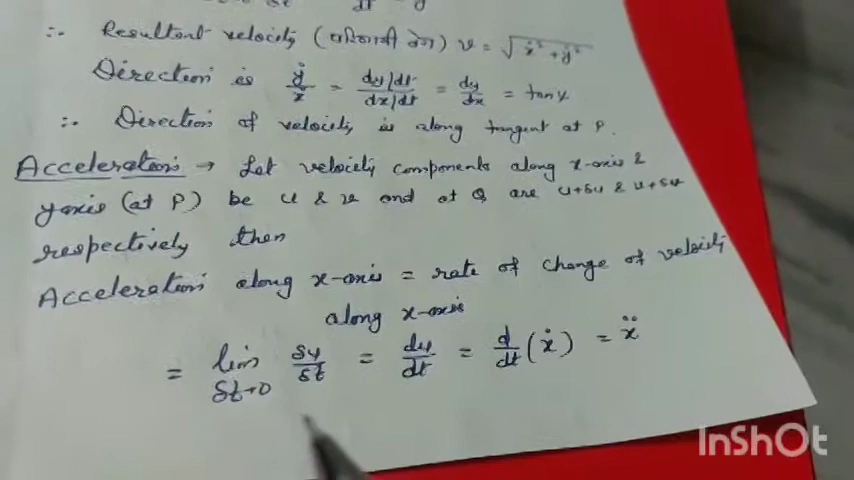 ∴ Resultant velocity (परिणामी वेग) v = √ẋ² + ẏ²
Direction is ẏ/ẋ = dy/dt / dx/dt = dy/dx = tan ψ
∴ Direction of velocity is along tangent at P.
Acceleration → Let velocity components along x-axis &
y-axis (at P) be u & v and at Q are u+δu & v+δv
respectively then
Acceleration along x-axis = rate of change of velocity
along x-axis
= lim δt→0 δu/δt = du/dt = d/dt (ẋ) = ẍ
InShOt